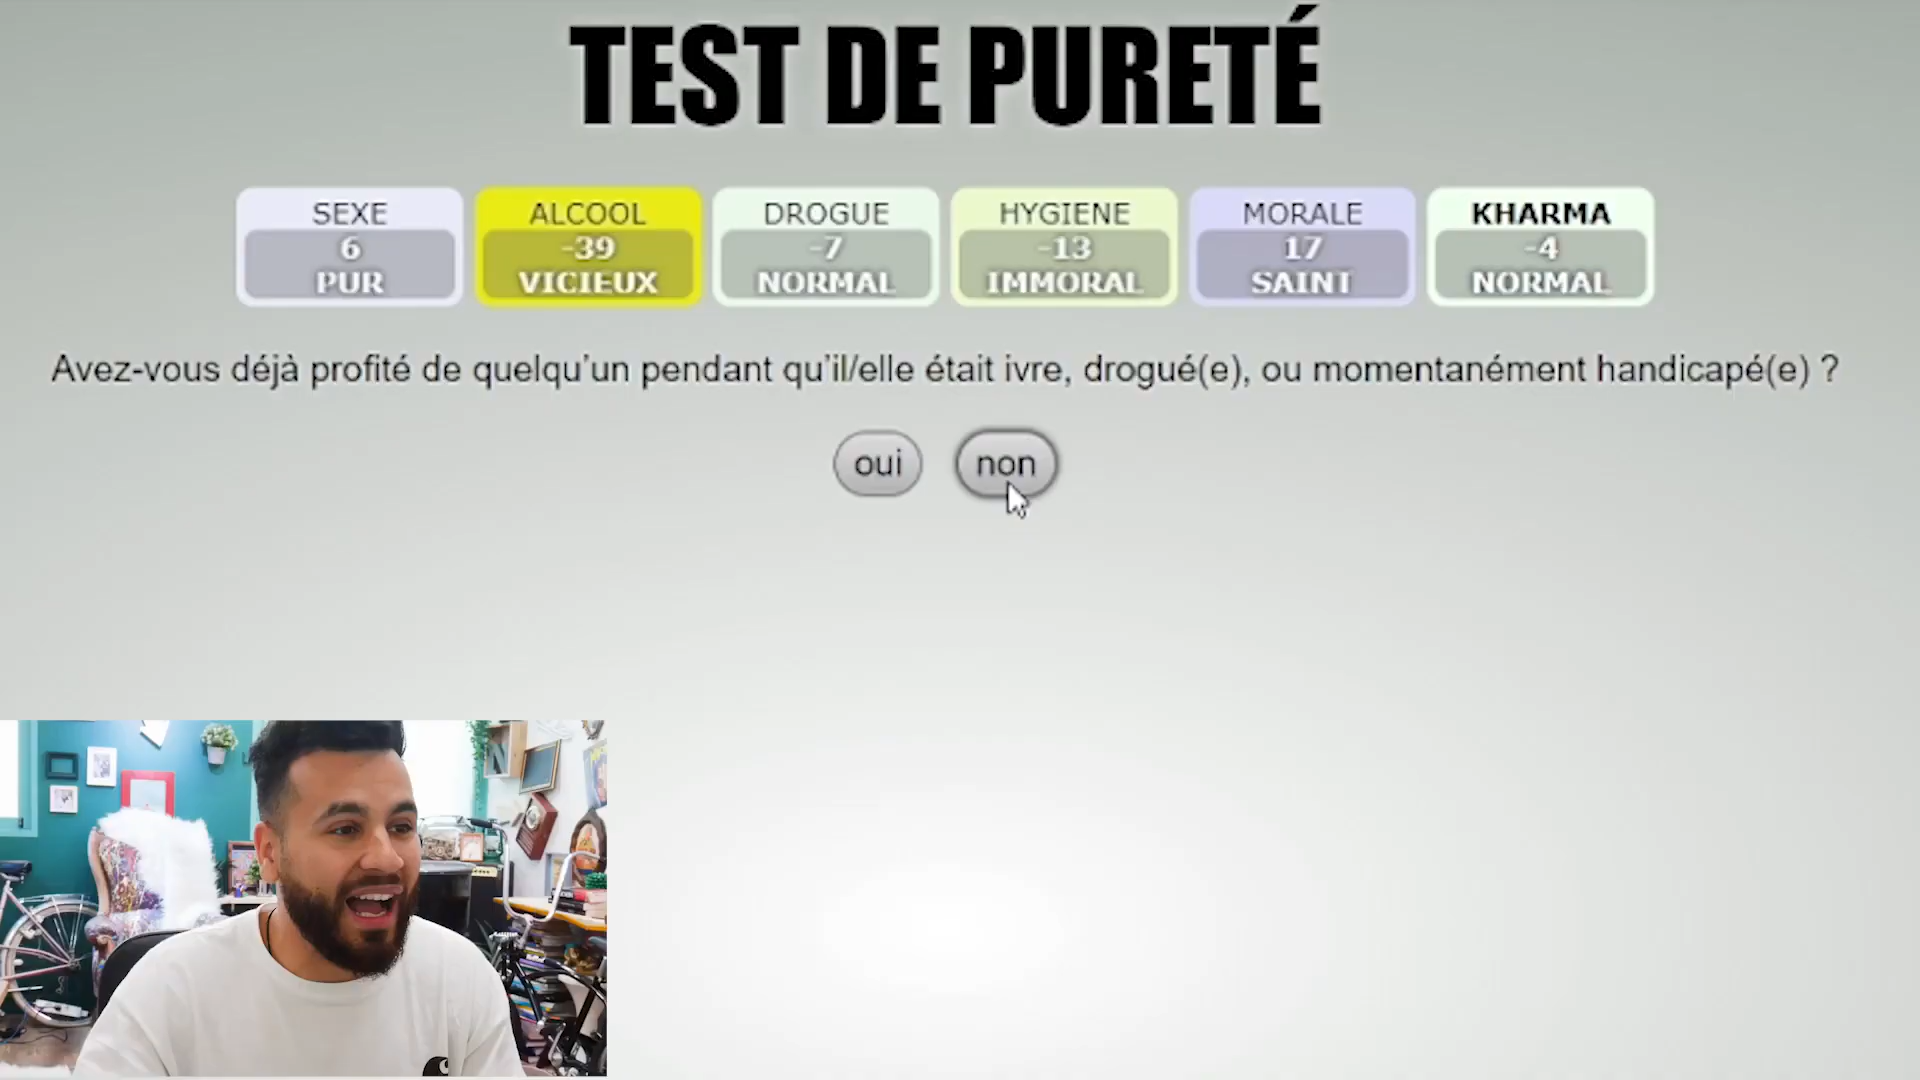 TEST DE PURETÉ
SEXE
6
PUR
ALCOOL
-39
VICIEUX
DROGUE
-7
NORMAL
HYGIENE
-13
IMMORAL
MORALE
17
SAINT
KHARMA
-4
NORMAL
Avez-vous déjà profité de quelqu'un pendant qu'il/elle était ivre, drogué(e), ou momentanément handicapé(e) ?
oui
non